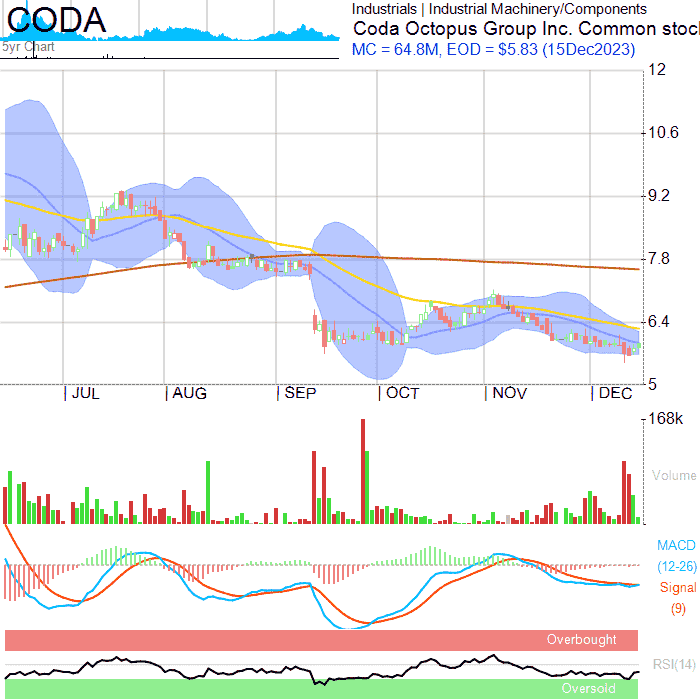 CODA
5yr Chart
Industrials | Industrial Machinery/Components
Coda Octopus Group Inc. Common stoc
MC = 64.8M, EOD = $5.83 (15Dec2023)
12
10.6
9.2
7.8
6.4
5
JUL
AUG
SEP
OCT
NOV
DEC
168k
Volume
MACD
(12-26)
Signal
(9)
Overbought
RSI(14)
Oversold